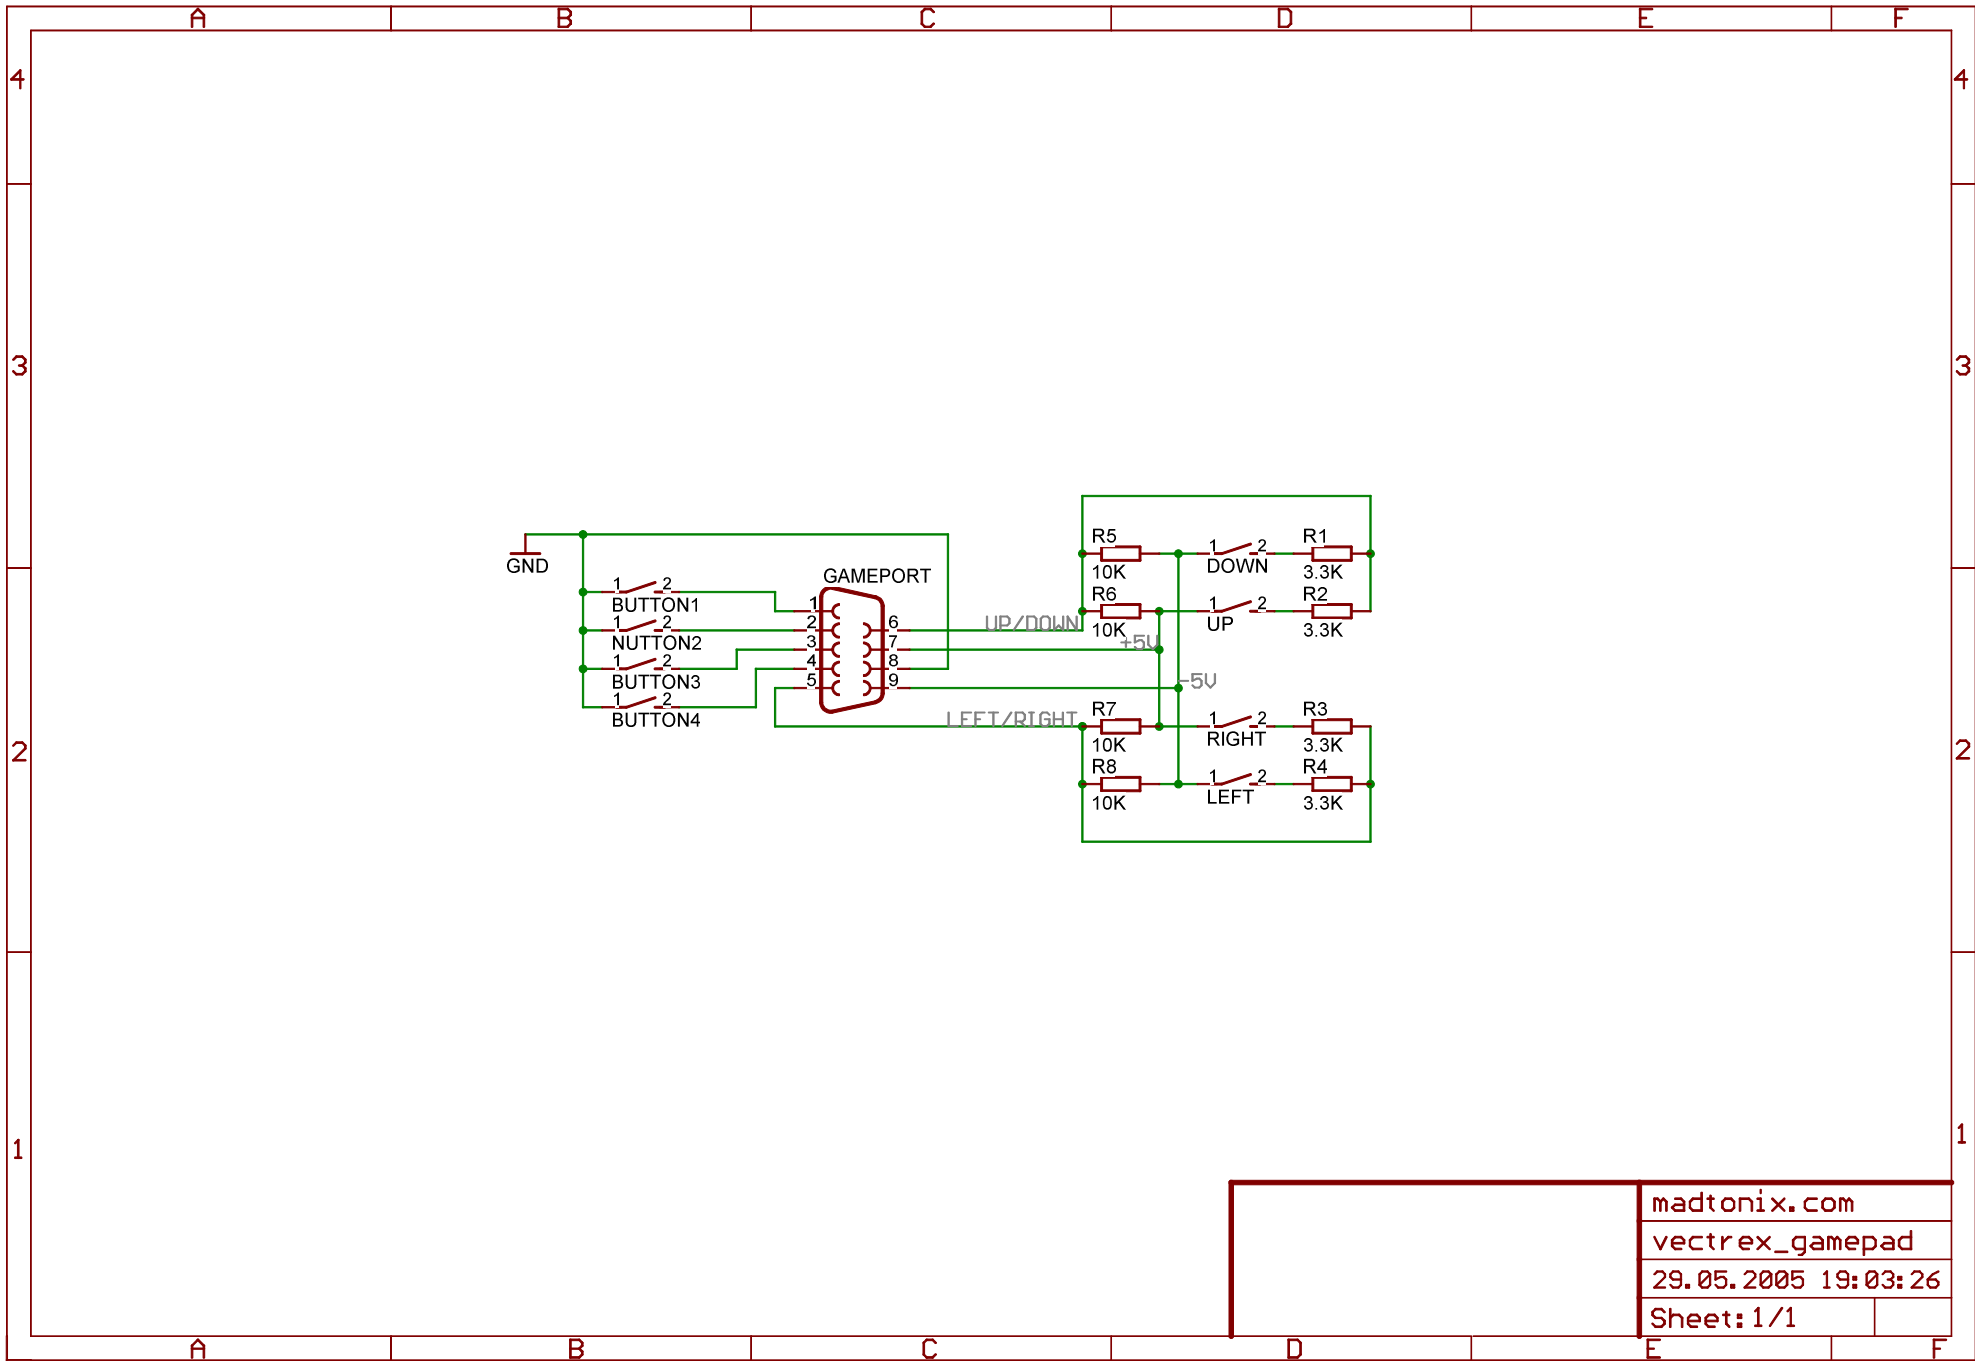 A B C D E F
4 4
3 3
GND
1 2
BUTTON1
1 2
NUTTON2
1 2
BUTTON3
1 2
BUTTON4
GAMEPORT
1
2
3
4
5
6
7
8
9
UP/DOWN
+5V
-5V
LEFT/RIGHT
R5
10K
1 2
DOWN
R1
3.3K
R6
10K
1 2
UP
R2
3.3K
R7
10K
1 2
RIGHT
R3
3.3K
R8
10K
1 2
LEFT
R4
3.3K
2 2
1 1
madtonix.com
vectrex_gamepad
29.05.2005 19:03:26
Sheet: 1/1
A B C D E F